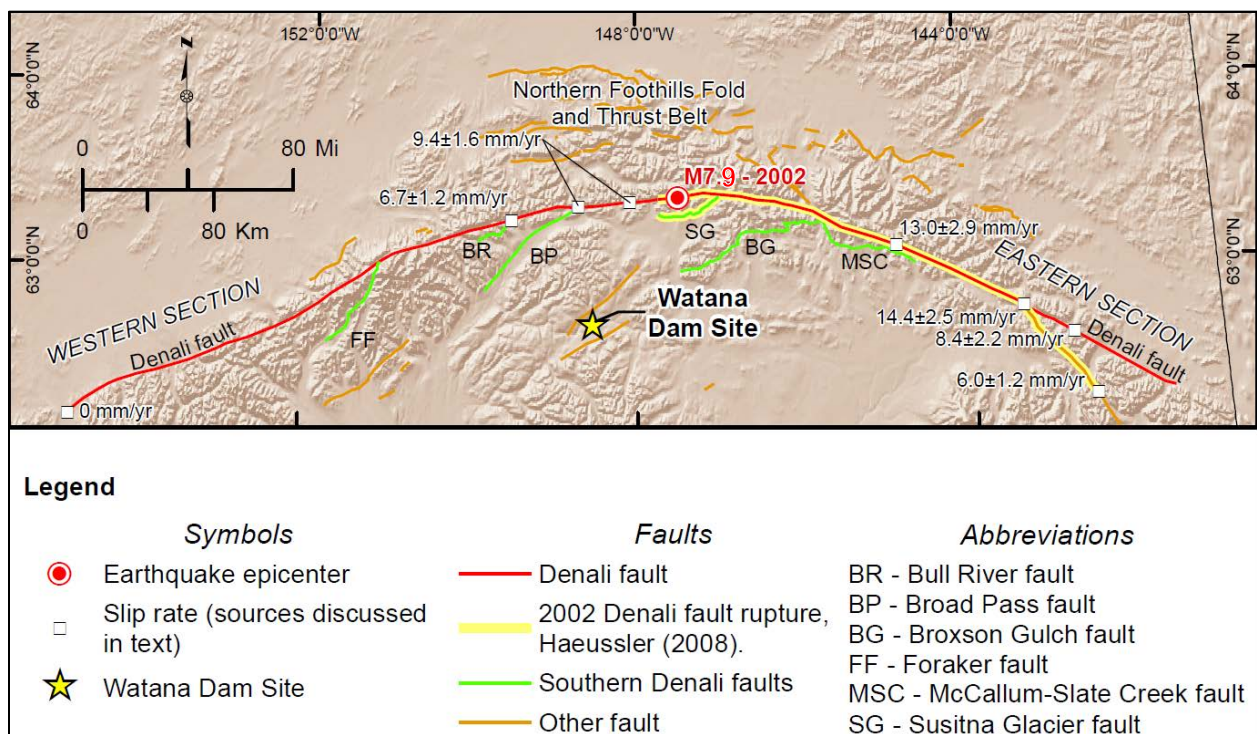 152°0'0"W
148°0'0"W
144°0'0"W
64°0'0"N
64°0'0"N
63°0'0"N
63°0'0"N
N
0 80 Mi
0 80 Km
Northern Foothills Fold
and Thrust Belt
9.4±1.6 mm/yr
M7.9 - 2002
6.7±1.2 mm/yr
BR
BP
SG
BG
MSC
13.0±2.9 mm/yr
EASTERN SECTION
WESTERN SECTION
Denali fault
FF
Watana
Dam Site
14.4±2.5 mm/yr
8.4±2.2 mm/yr
Denali fault
6.0±1.2 mm/yr
0 mm/yr
Legend
Symbols
Earthquake epicenter
Slip rate (sources discussed
in text)
Watana Dam Site
Faults
Denali fault
2002 Denali fault rupture,
Haeussler (2008).
Southern Denali faults
Other fault
Abbreviations
BR - Bull River fault
BP - Broad Pass fault
BG - Broxson Gulch fault
FF - Foraker fault
MSC - McCallum-Slate Creek fault
SG - Susitna Glacier fault